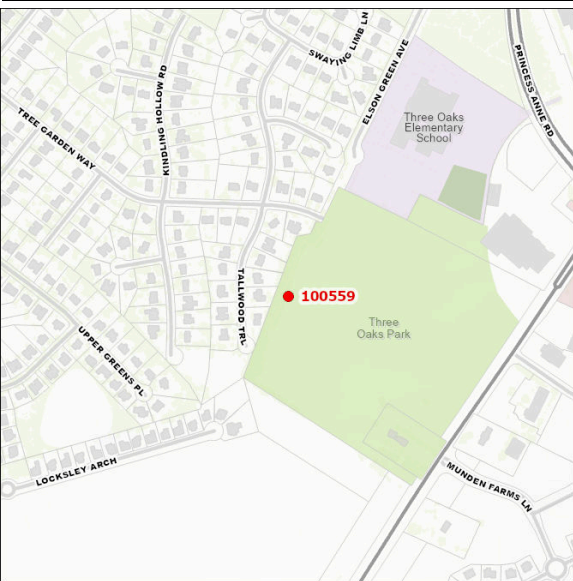 SWAYING LIMB LN
ELSON GREEN AVE
PRINCESS ANNE RD
KINDLING HOLLOW RD
TREE GARDEN WAY
Three Oaks
Elementary
School
TALLWOOD TRL
100559
Three
Oaks Park
UPPER GREENS PL
LOCKSLEY ARCH
MUNDEN FARMS LN